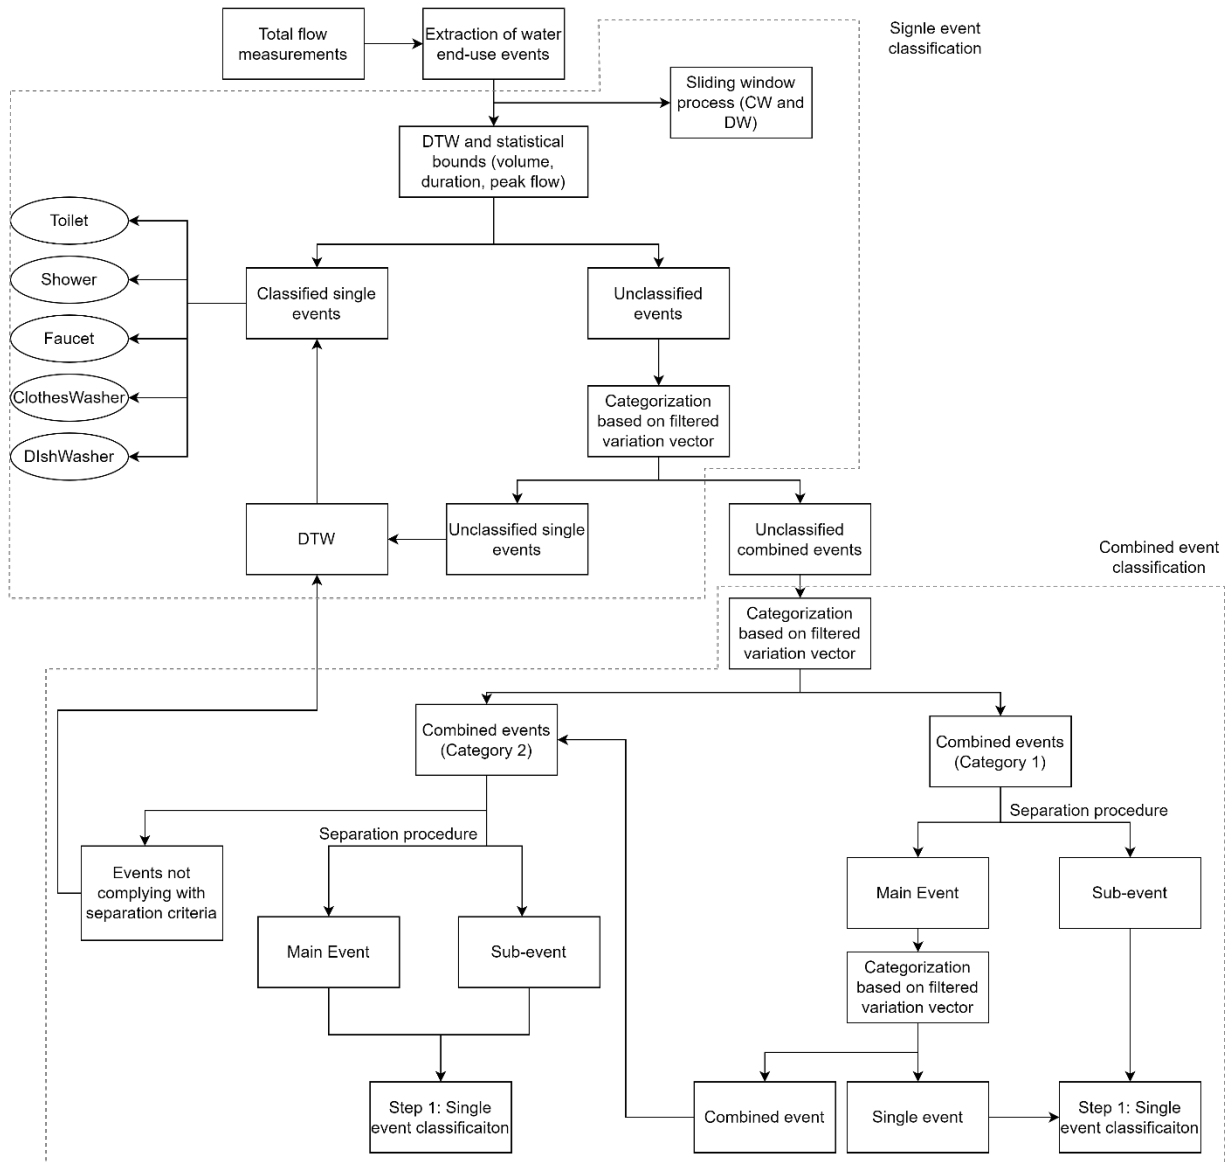 Total flow
measurements
Extraction of water
end-use events
Signle event
classification
Sliding window
process (CW and
DW)
DTW and statistical
bounds (volume,
duration, peak flow)
Toilet
Shower
Faucet
ClothesWasher
DIshWasher
Classified single
events
Unclassified
events
Categorization
based on filtered
variation vector
DTW
Unclassified single
events
Unclassified
combined events
Combined event
classification
Categorization
based on filtered
variation vector
Combined events
(Category 2)
Combined events
(Category 1)
Separation procedure
Separation procedure
Events not
complying with
separation criteria
Main Event
Sub-event
Main Event
Sub-event
Categorization
based on filtered
variation vector
Step 1: Single
event classificaiton
Combined event
Single event
Step 1: Single
event classificaiton